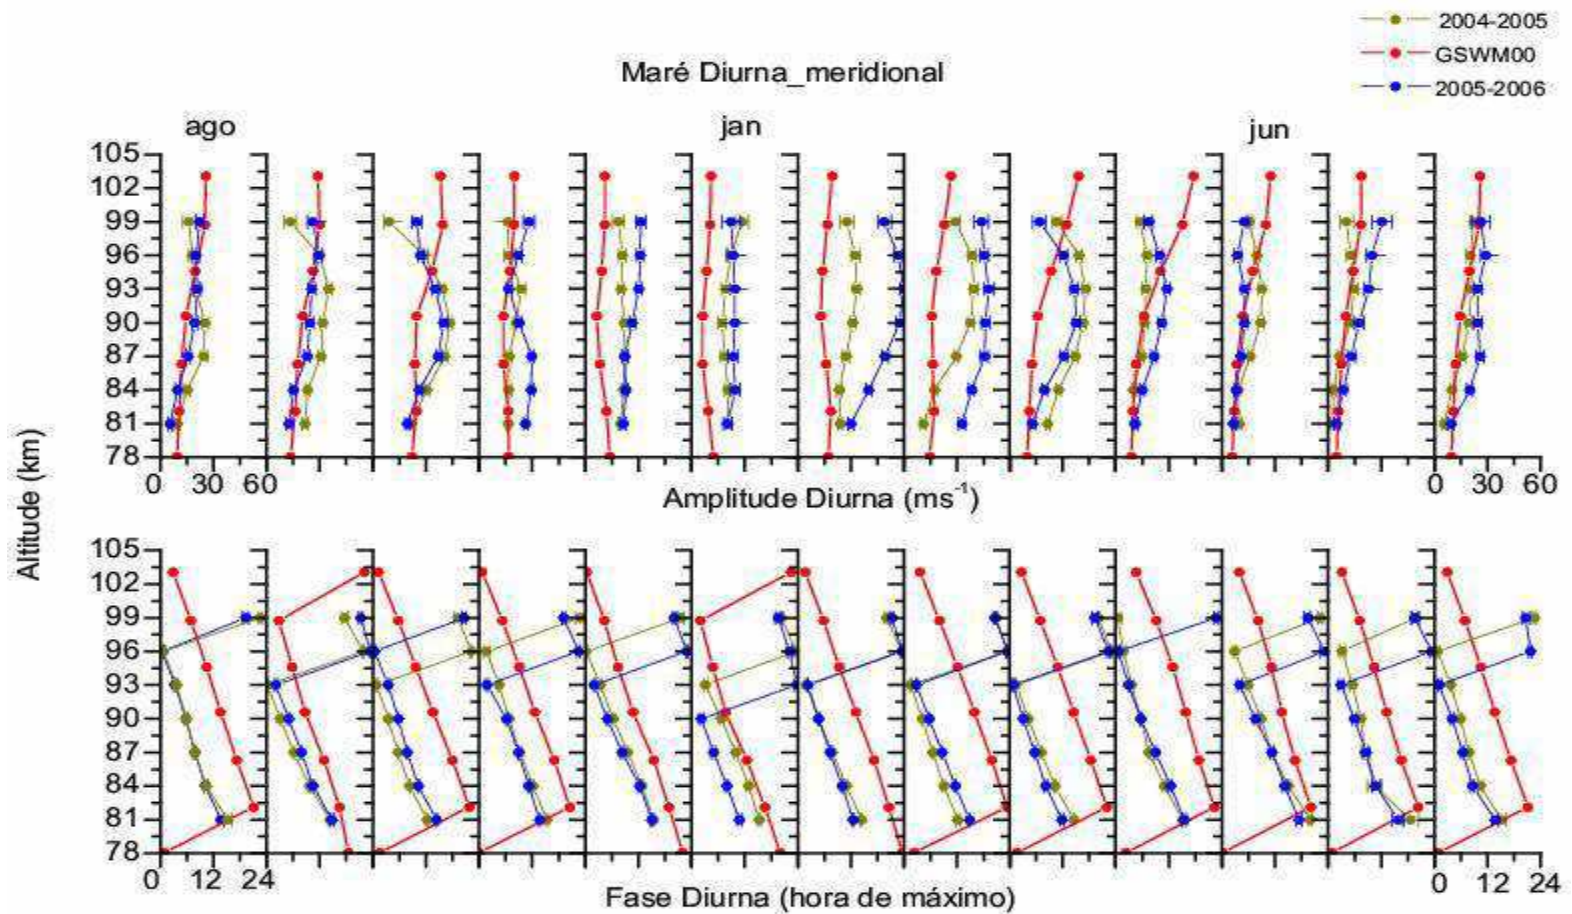 2004-2005
GSWM00
2005-2006
Maré Diurna_meridional
ago jan jun
105
102
99
96
93
90
87
84
81
78
0 30 60
0 30 60
Amplitude Diurna (ms⁻¹)
Altitude (km)
105
102
99
96
93
90
87
84
81
78
0 12 24
0 12 24
Fase Diurna (hora de máximo)